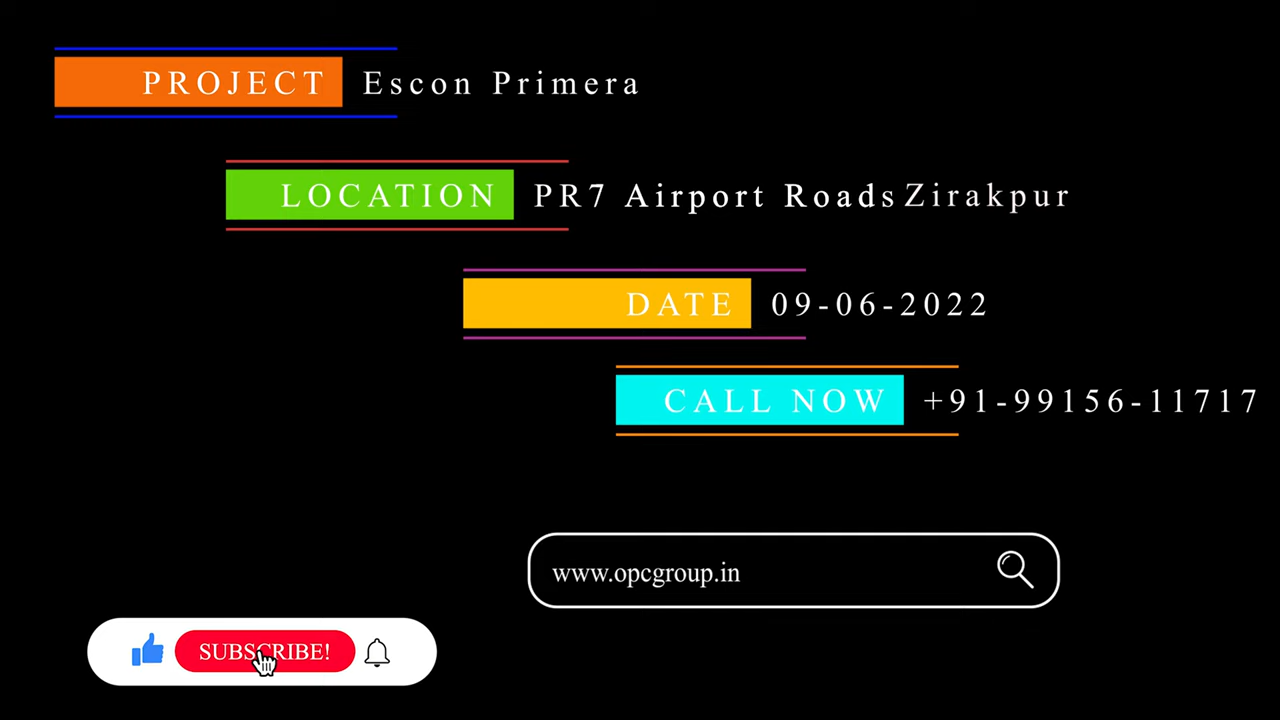 PROJECT Escon Primera
LOCATION PR7 Airport Roads Zirakpur
DATE 09-06-2022
CALL NOW +91-99156-11717
www.opcgroup.in
SUBSCRIBE!